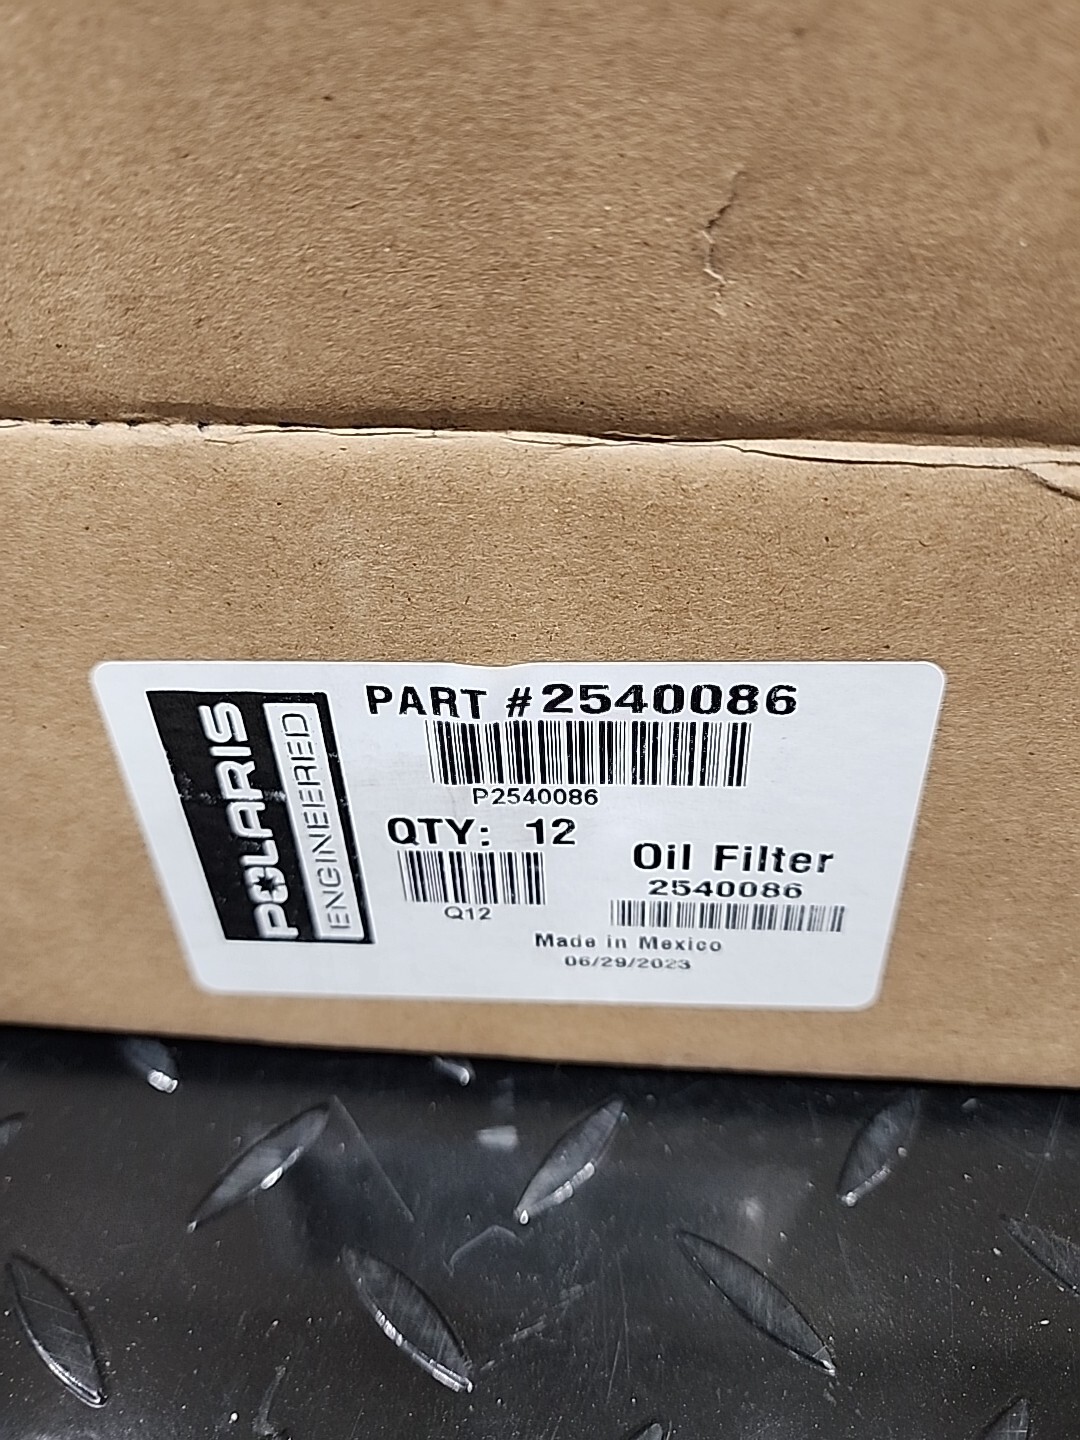 POLARIS
ENGINEERED
PART #2540086
P2540086
QTY: 12
Q12
Oil Filter
2540086
Made in Mexico
06/29/2023